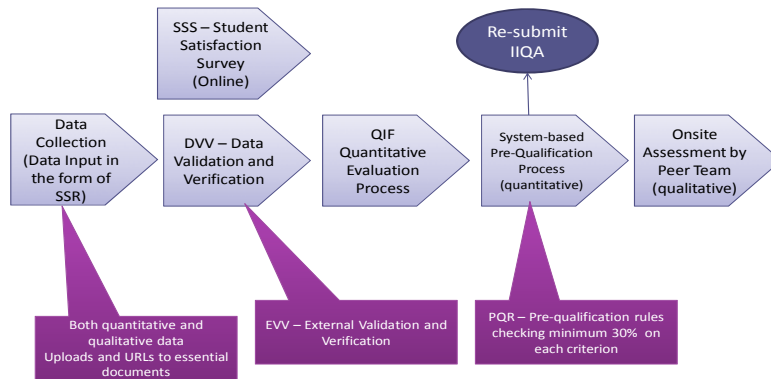 SSS – Student
Satisfaction
Survey
(Online)
Re-submit
IIQA
Data
Collection
(Data Input in
the form of
SSR)
DVV – Data
Validation and
Verification
QIF
Quantitative
Evaluation
Process
System-based
Pre-Qualification
Process
(quantitative)
Onsite
Assessment by
Peer Team
(qualitative)
Both quantitative and
qualitative data
Uploads and URLs to essential
documents
EVV – External Validation and
Verification
PQR – Pre-qualification rules
checking minimum 30% on
each criterion